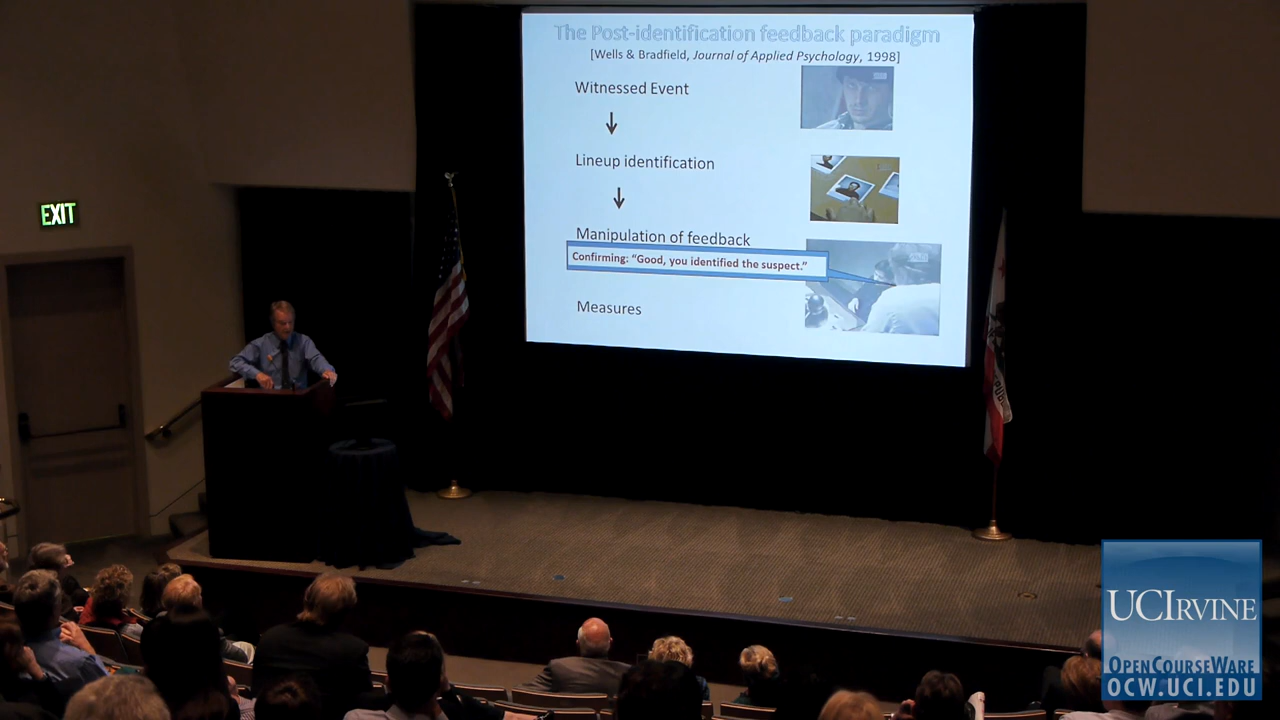 The Post-identification feedback paradigm
[Wells & Bradfield, Journal of Applied Psychology, 1998]
Witnessed Event
Lineup identification
Manipulation of feedback
Confirming: “Good, you identified the suspect.”
Measures
EXIT
UCIRVINE
OPENCOURSEWARE
OCW.UCI.EDU